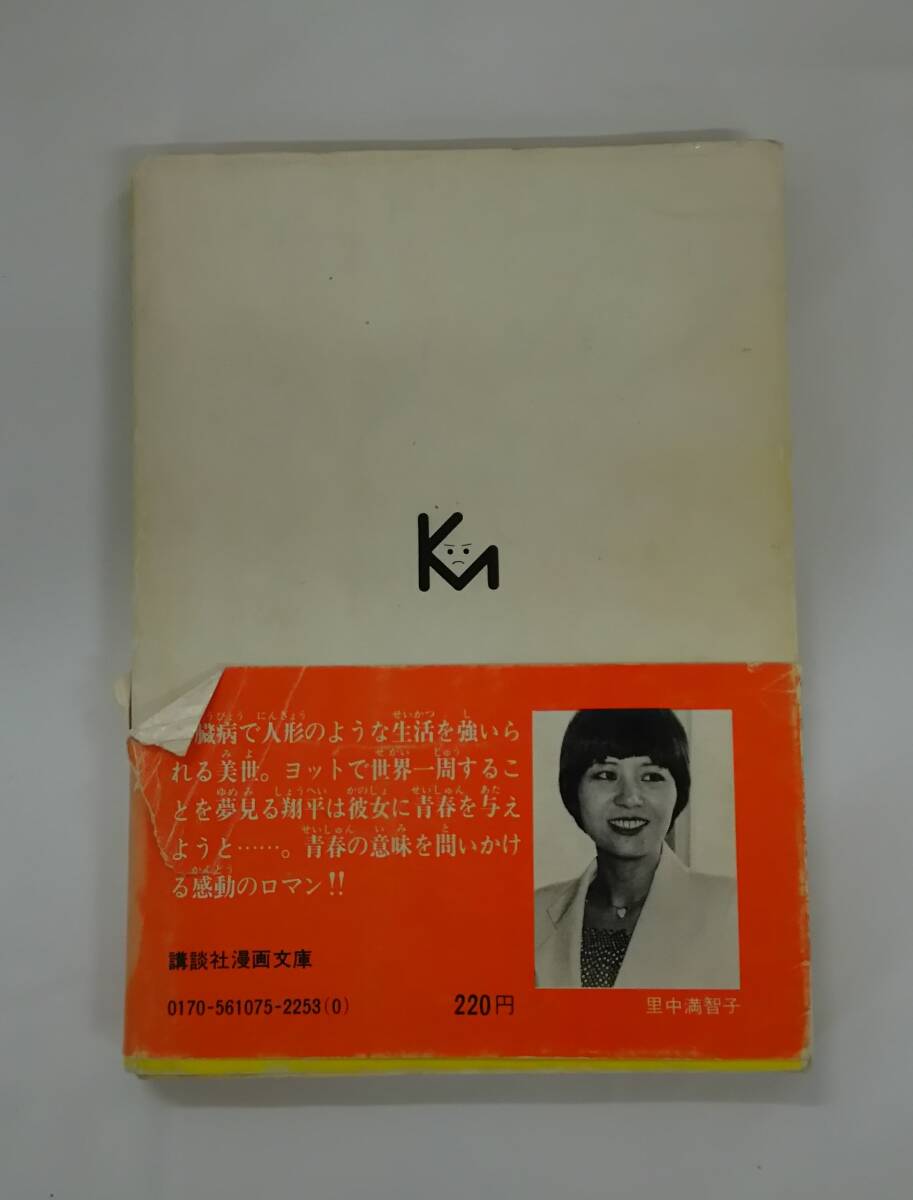 KM
臓病で人形のような生活を強いら
れる美世。ヨットで世界一周するこ
とを夢見る翔平は彼女に青春を与え
ようと……。青春の意味を問いかけ
る感動のロマン!!
講談社漫画文庫
0170-561075-2253(0)
220円
里中満智子